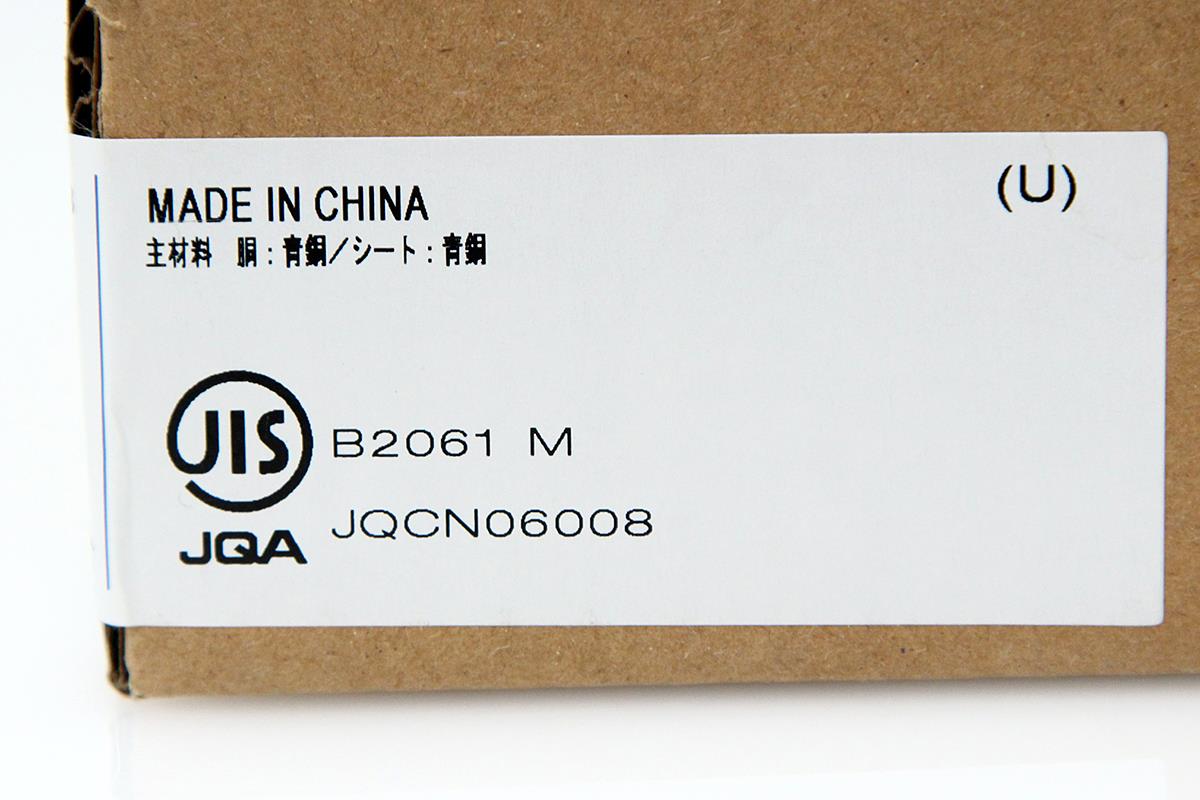 MADE IN CHINA
(U)
主材料 胴:青銅/シート:青銅
JIS
B2061 M
JQA
JQCN06008